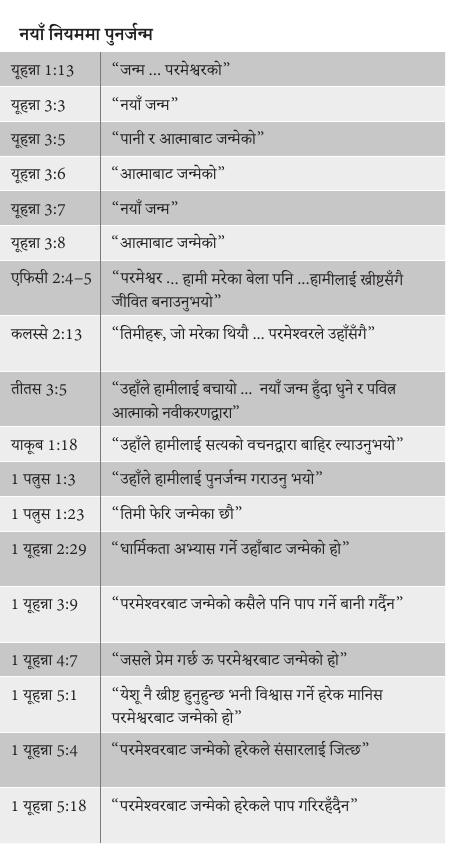 नयाँ नियममा पुनर्जन्म
यूहन्ना 1:13 “जन्म ... परमेश्वरको”
यूहन्ना 3:3 “नयाँ जन्म”
यूहन्ना 3:5 “पानी र आत्माबाट जन्मेको”
यूहन्ना 3:6 “आत्माबाट जन्मेको”
यूहन्ना 3:7 “नयाँ जन्म”
यूहन्ना 3:8 “आत्माबाट जन्मेको”
एफिसी 2:4–5 “परमेश्वर ... हामी मरेका बेला पनि ...हामीलाई ख्रीष्टसँगै
जीवित बनाउनुभयो”
कलस्से 2:13 “तिमीहरू, जो मरेका थियौ ... परमेश्वरले उहाँसँगै”
तीतस 3:5 “उहाँले हामीलाई बचायो ... नयाँ जन्म हुँदा धुने र पवित्र
आत्माको नवीकरणद्वारा”
याकूब 1:18 “उहाँले हामीलाई सत्यको वचनद्वारा बाहिर ल्याउनुभयो”
1 पत्रुस 1:3 “उहाँले हामीलाई पुनर्जन्म गराउनु भयो”
1 पत्रुस 1:23 “तिमी फेरि जन्मेका छौ”
1 यूहन्ना 2:29 “धार्मिकता अभ्यास गर्ने उहाँबाट जन्मेको हो”
1 यूहन्ना 3:9 “परमेश्वरबाट जन्मेको कसैले पनि पाप गर्ने बानी गर्दैन”
1 यूहन्ना 4:7 “जसले प्रेम गर्छ ऊ परमेश्वरबाट जन्मेको हो”
1 यूहन्ना 5:1 “येशू नै ख्रीष्ट हुनुहुन्छ भनी विश्वास गर्ने हरेक मानिस
परमेश्वरबाट जन्मेको हो”
1 यूहन्ना 5:4 “परमेश्वरबाट जन्मेको हरेकले संसारलाई जित्छ”
1 यूहन्ना 5:18 “परमेश्वरबाट जन्मेको हरेकले पाप गरिरहँदैन”